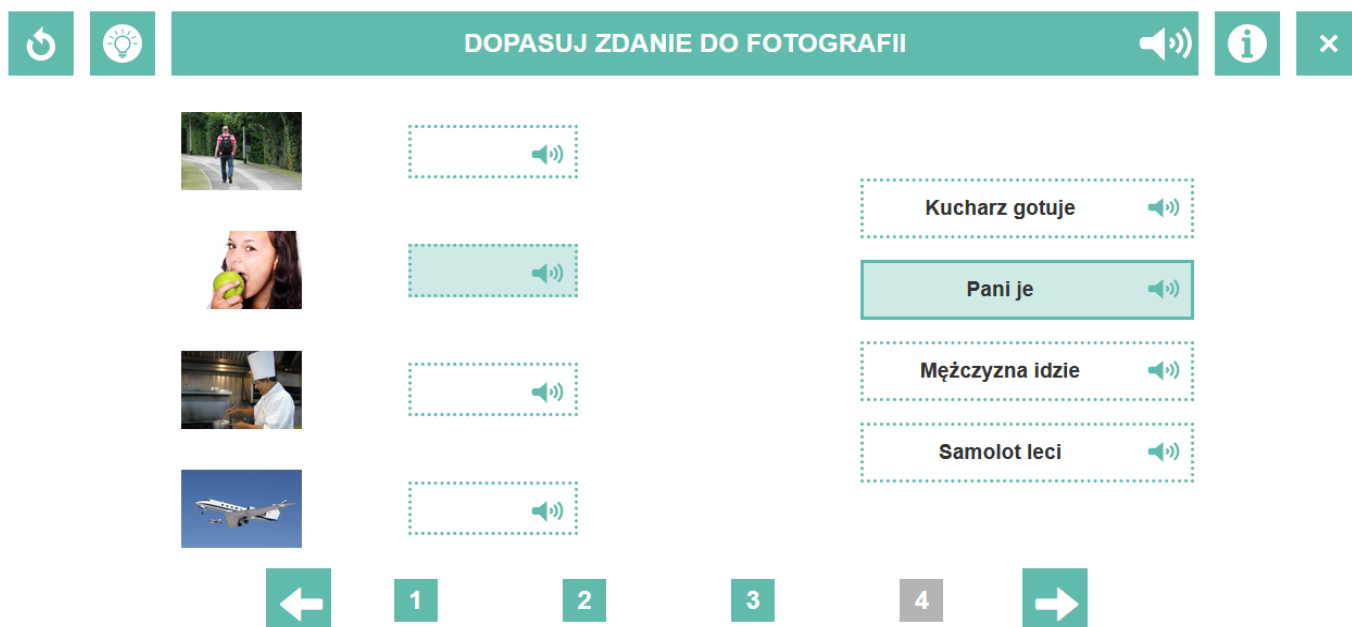 DOPASUJ ZDANIE DO FOTOGRAFII
Kucharz gotuje
Pani je
Mężczyzna idzie
Samolot leci
1 2 3 4